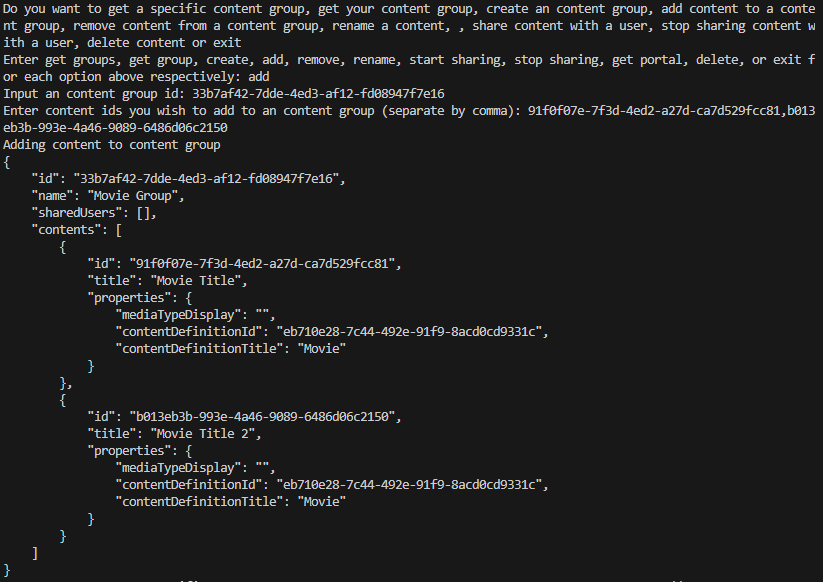 Do you want to get a specific content group, get your content group, create an content group, add content to a conte
nt group, remove content from a content group, rename a content, , share content with a user, stop sharing content w
ith a user, delete content or exit
Enter get groups, get group, create, add, remove, rename, start sharing, stop sharing, get portal, delete, or exit f
or each option above respectively: add
Input an content group id: 33b7af42-7dde-4ed3-af12-fd08947f7e16
Enter content ids you wish to add to an content group (separate by comma): 91f0f07e-7f3d-4ed2-a27d-ca7d529fcc81,b013
eb3b-993e-4a46-9089-6486d06c2150
Adding content to content group
{
    "id": "33b7af42-7dde-4ed3-af12-fd08947f7e16",
    "name": "Movie Group",
    "sharedUsers": [],
    "contents": [
        {
            "id": "91f0f07e-7f3d-4ed2-a27d-ca7d529fcc81",
            "title": "Movie Title",
            "properties": {
                "mediaTypeDisplay": "",
                "contentDefinitionId": "eb710e28-7c44-492e-91f9-8acd0cd9331c",
                "contentDefinitionTitle": "Movie"
            }
        },
        {
            "id": "b013eb3b-993e-4a46-9089-6486d06c2150",
            "title": "Movie Title 2",
            "properties": {
                "mediaTypeDisplay": "",
                "contentDefinitionId": "eb710e28-7c44-492e-91f9-8acd0cd9331c",
                "contentDefinitionTitle": "Movie"
            }
        }
    ]
}